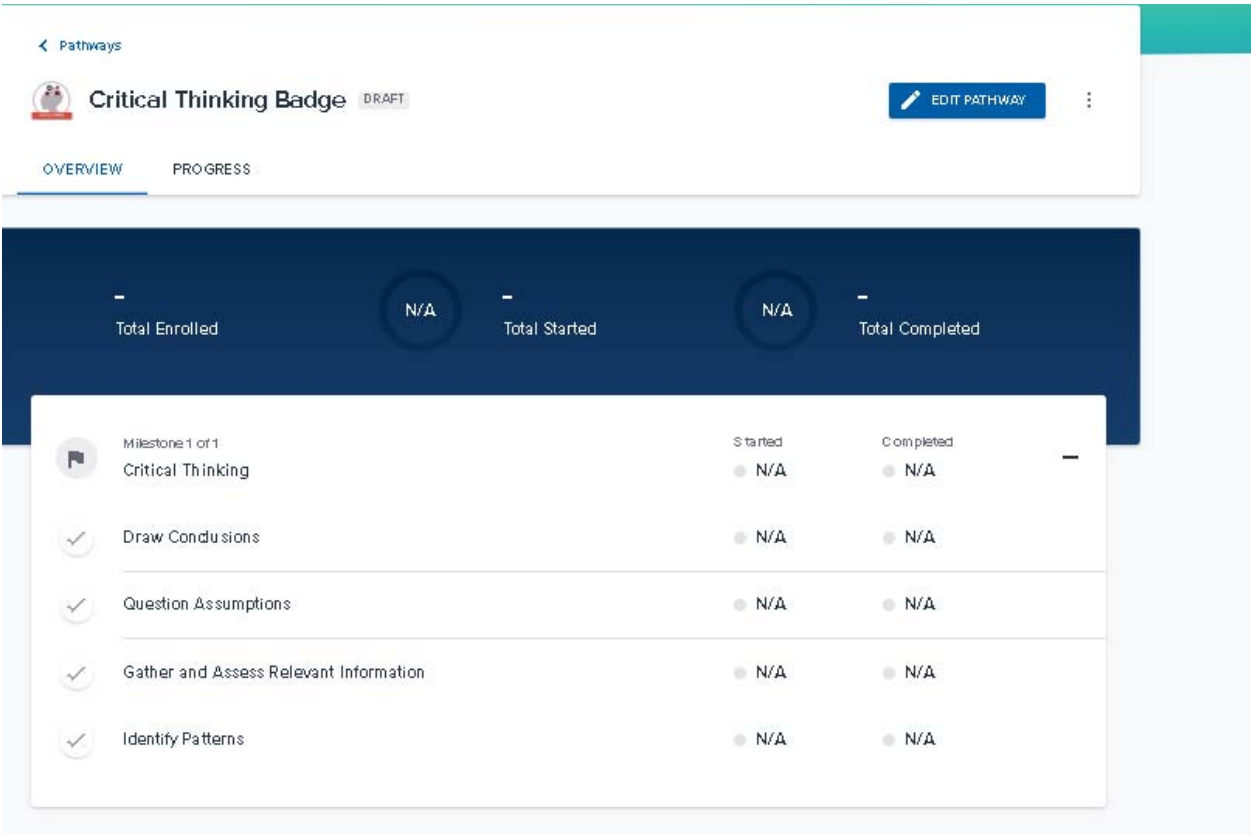 Pathways
Critical Thinking Badge DRAFT
EDIT PATHWAY
OVERVIEW PROGRESS
- N/A - N/A -
Total Enrolled Total Started Total Completed
Milestone 1 of 1 Started Completed
Critical Thinking N/A N/A
Draw Conclusions N/A N/A
Question Assumptions N/A N/A
Gather and Assess Relevant Information N/A N/A
Identify Patterns N/A N/A